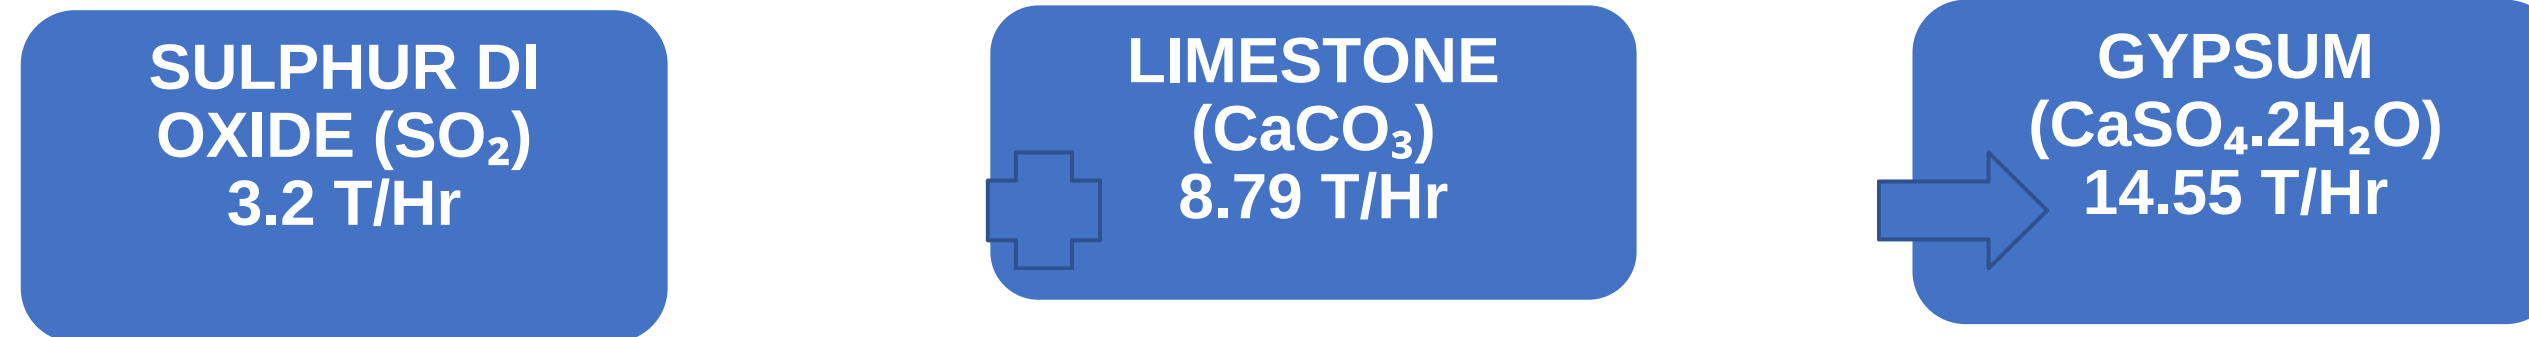 SULPHUR DI
OXIDE (SO₂)
3.2 T/Hr
LIMESTONE
(CaCO₃)
8.79 T/Hr
GYPSUM
(CaSO₄.2H₂O)
14.55 T/Hr